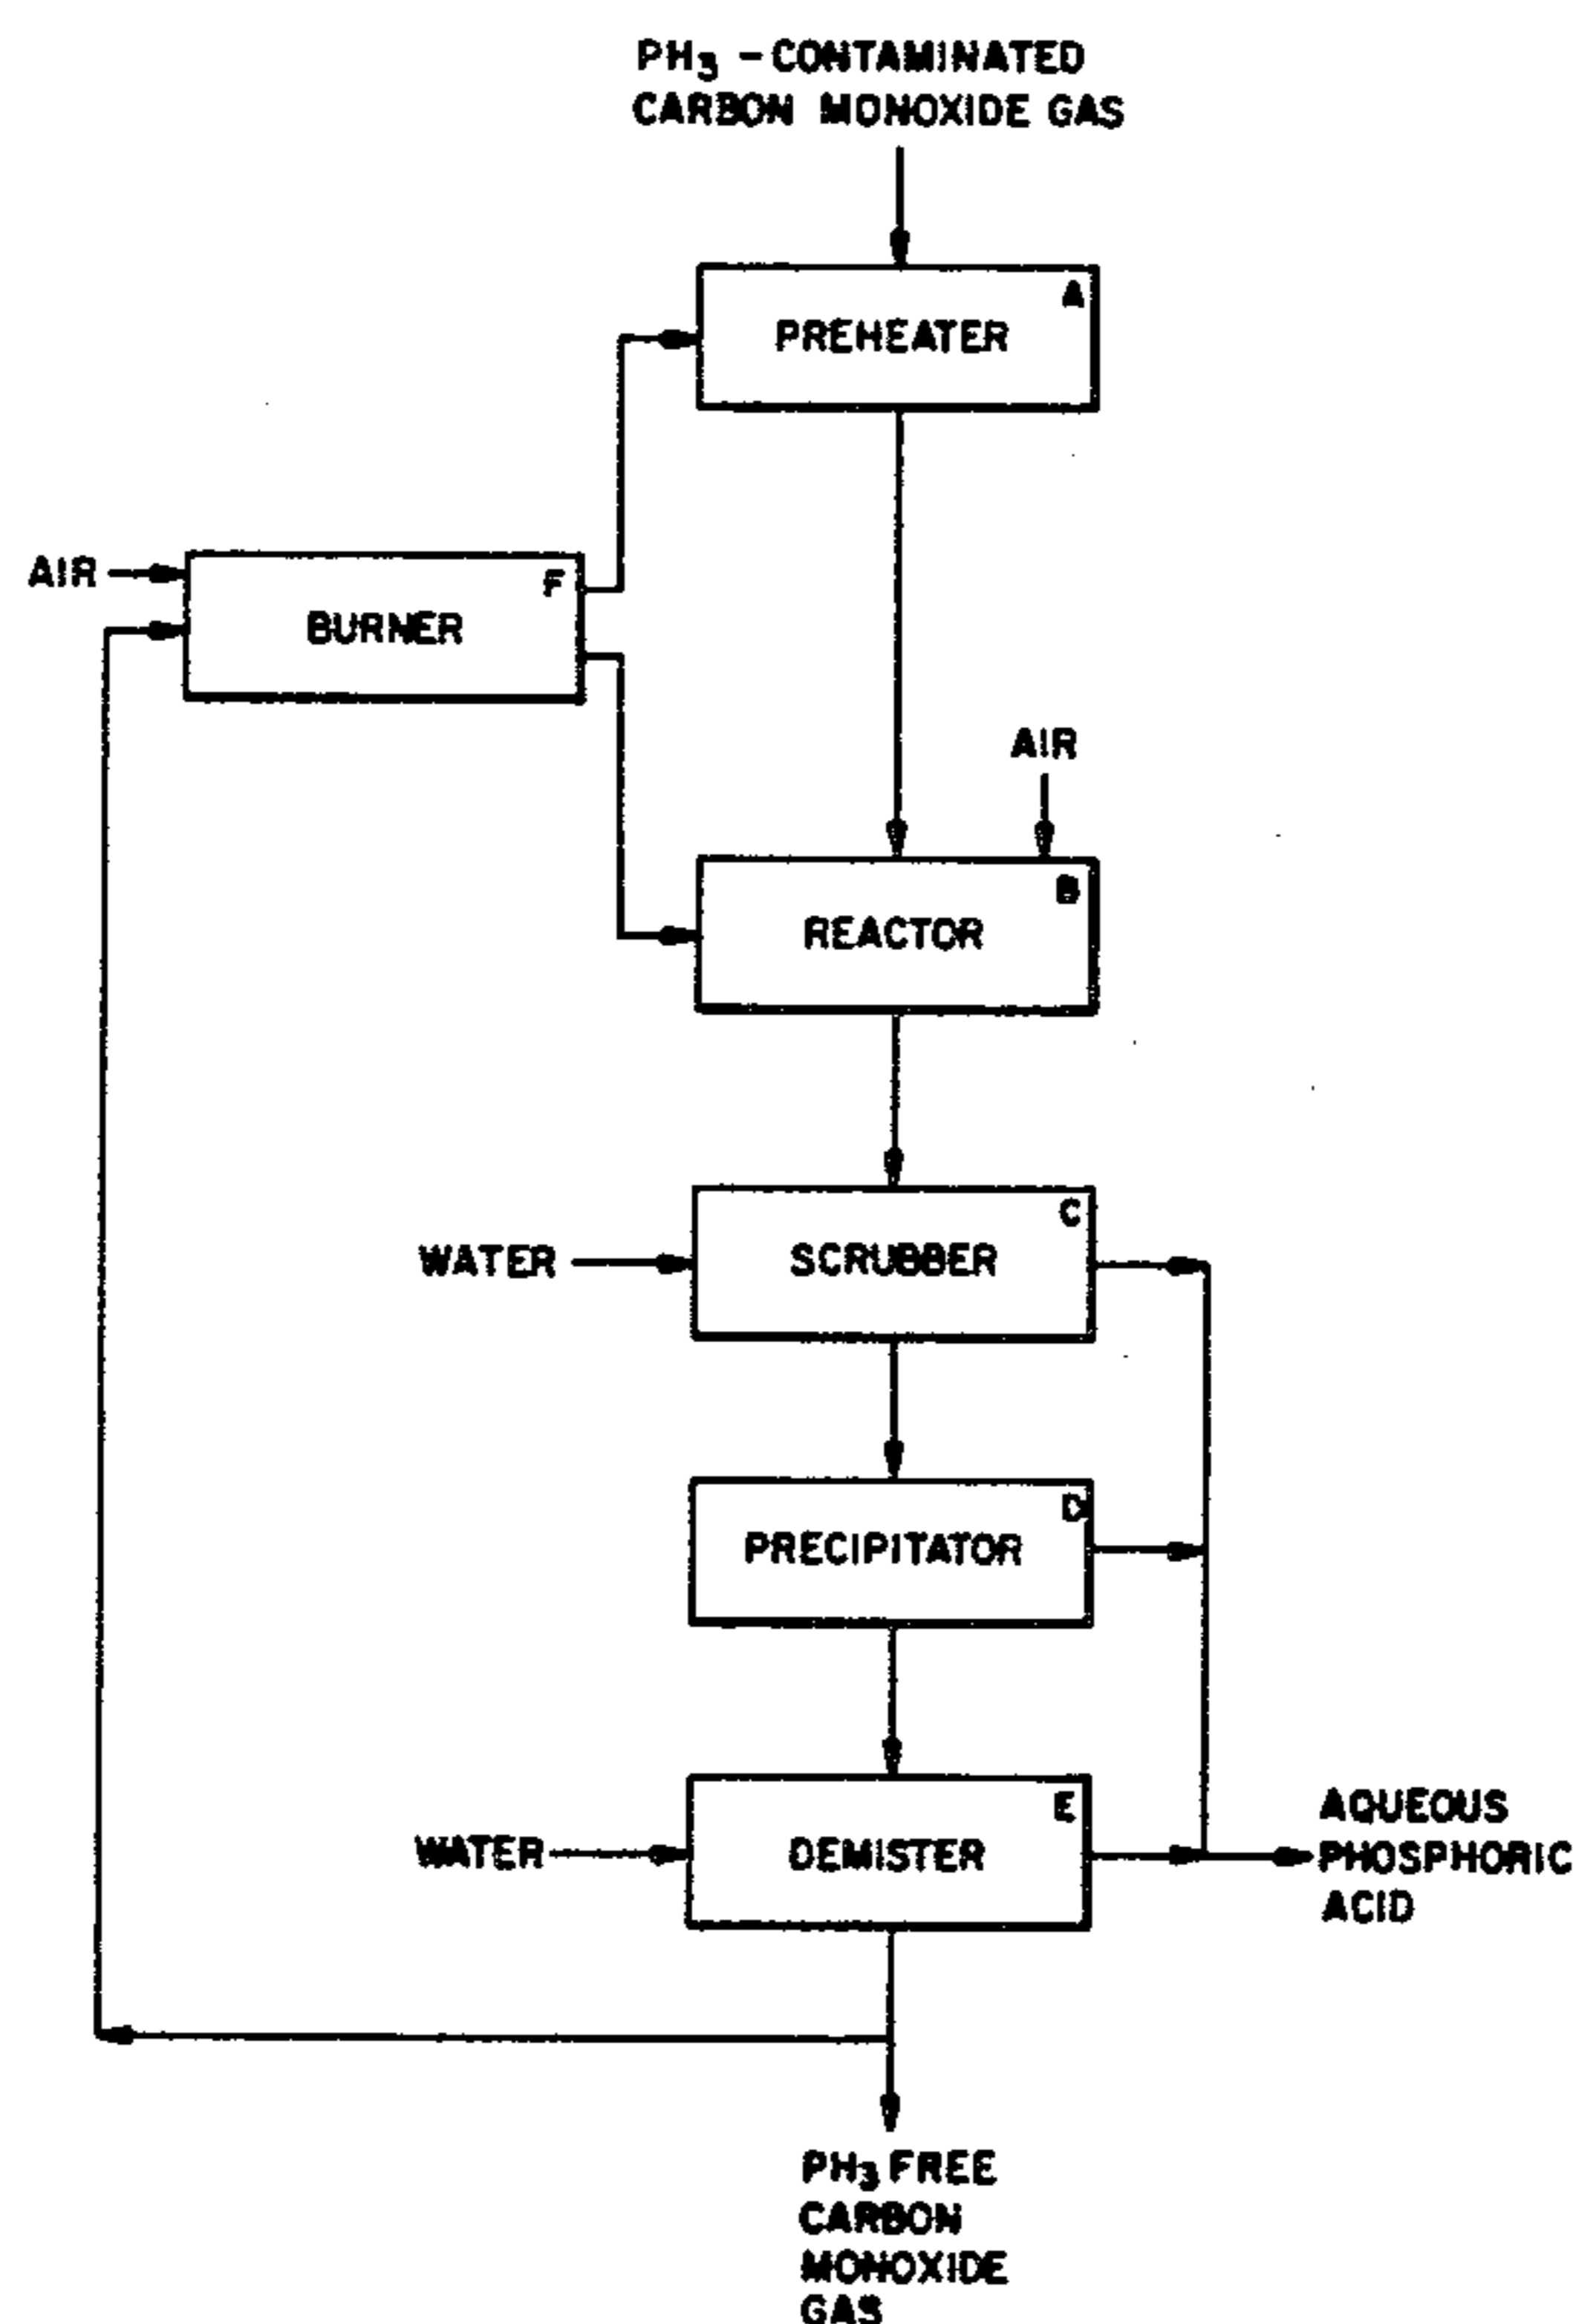 PH₃ - CONTAMINATED
CARBON MONOXIDE GAS
A
PREHEATER
AIR
F
BURNER
AIR
B
REACTOR
C
WATER
SCRUBBER
D
PRECIPITATOR
E
WATER
DEMISTER
AQUEOUS
PHOSPHORIC
ACID
PH₃ FREE
CARBON
MONOXIDE
GAS